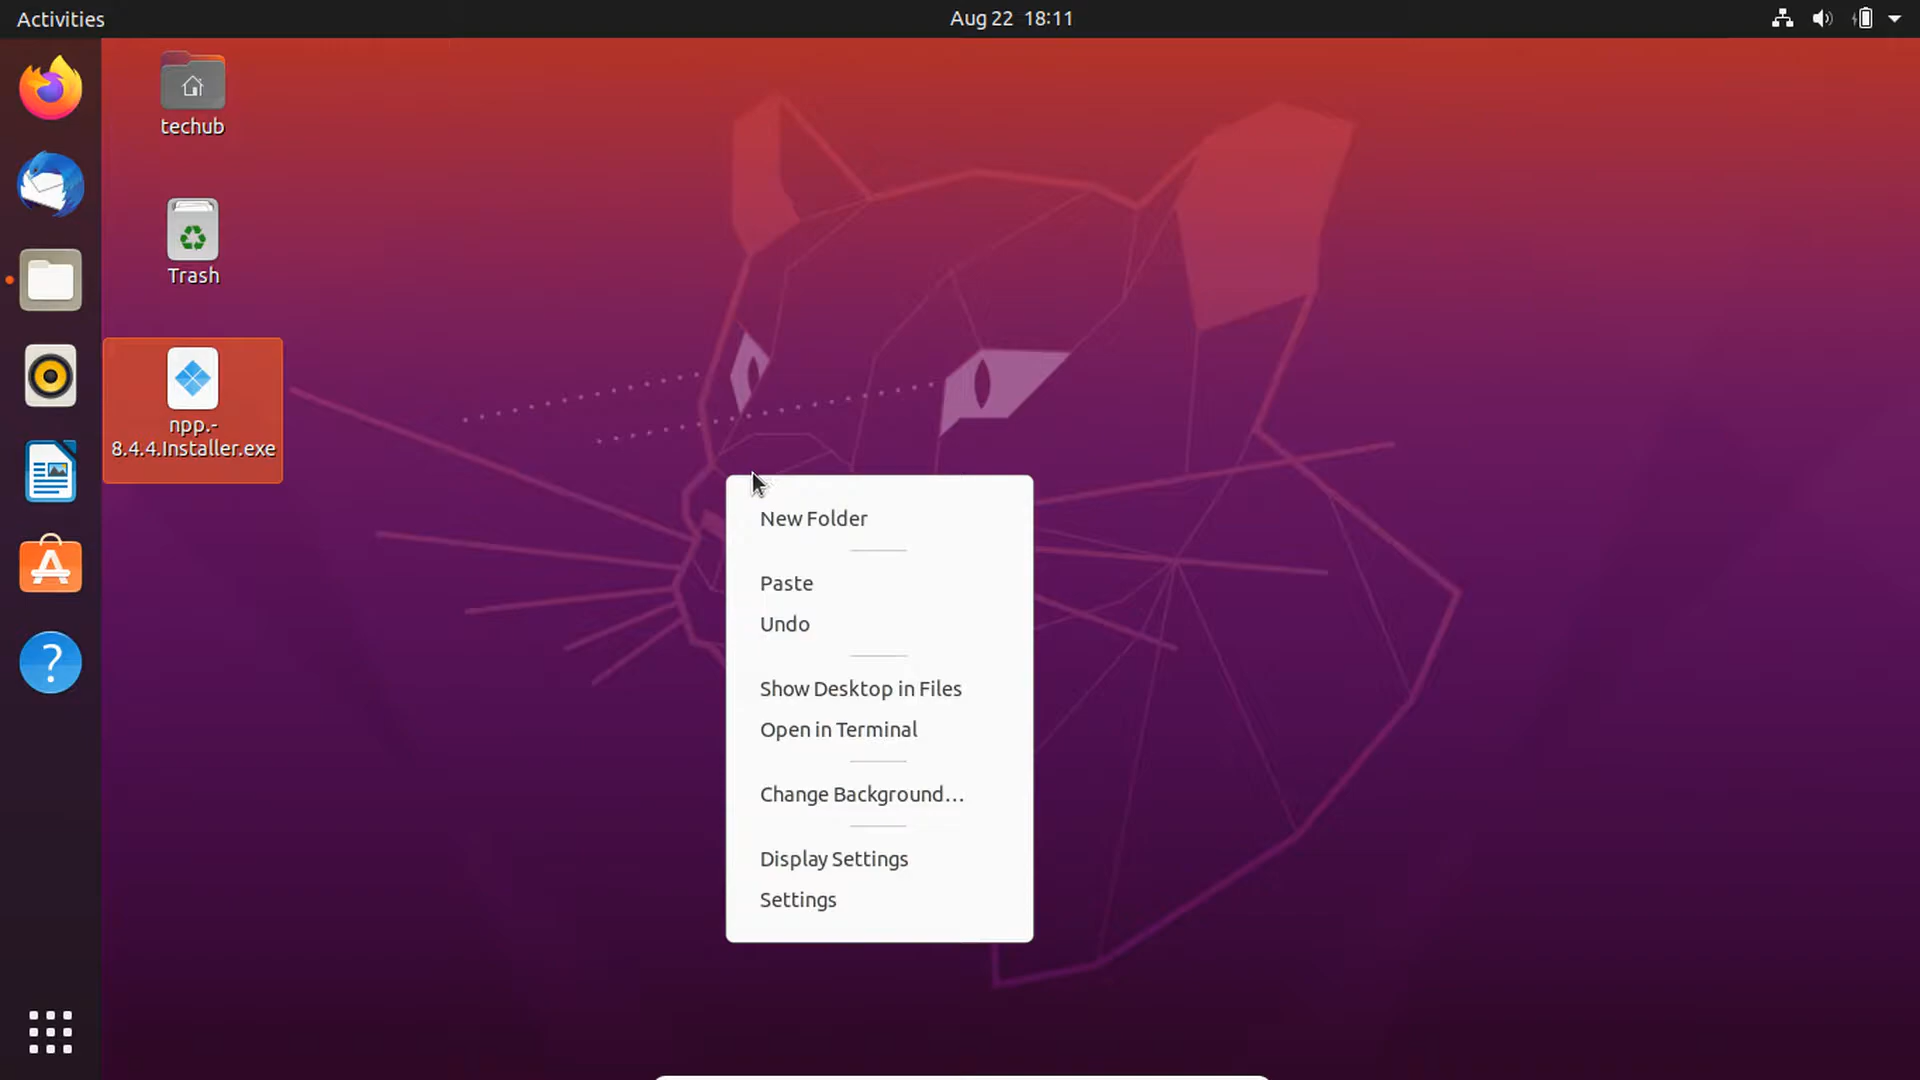 Activities
Aug 22 18:11
techub
Trash
npp.-
8.4.4.Installer.exe
New Folder
Paste
Undo
Show Desktop in Files
Open in Terminal
Change Background…
Display Settings
Settings